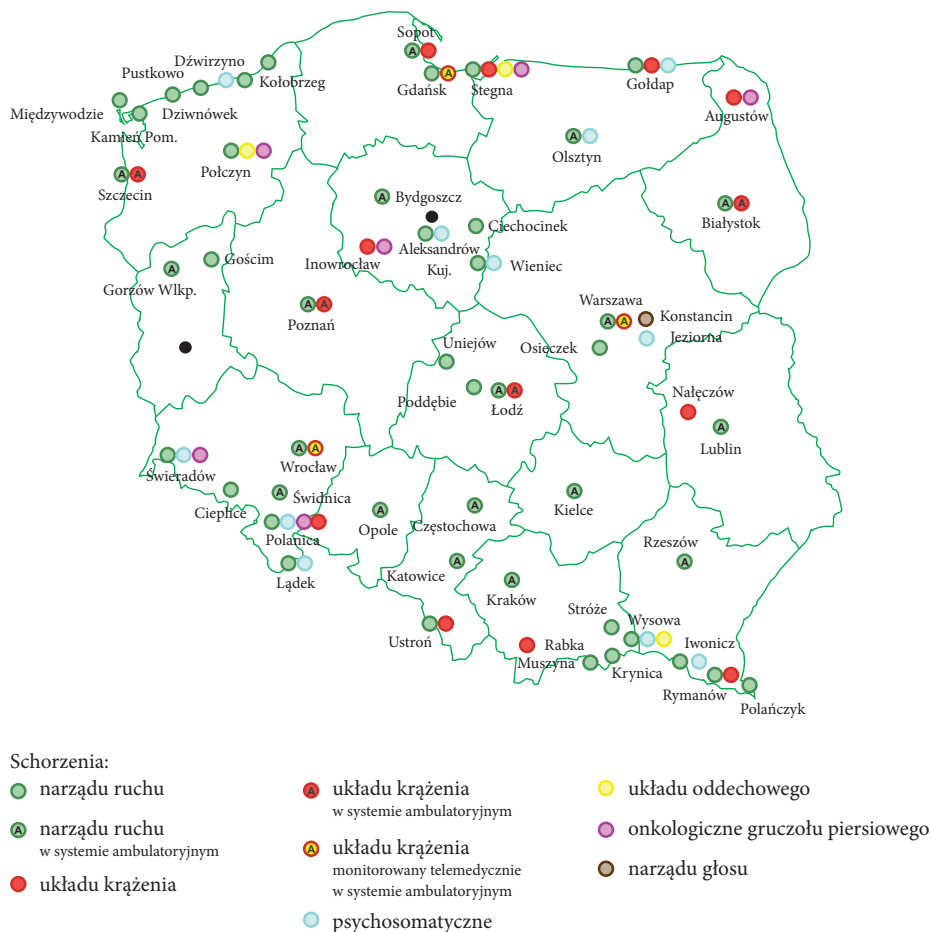 Sopot
Dźwirzyno
Pustkowo
Kołobrzeg
Gdańsk
Stegna
Gołdap
Międzywodzie
Dziwnówek
Augustów
Kamień Pom.
Olsztyn
Połczyn
Szczecin
Bydgoszcz
Białystok
Ciechocinek
Aleksandrów
Kuj.
Inowrocław
Wieniec
Gościm
Gorzów Wlkp.
Warszawa
Konstancin
Jeziorna
Poznań
Uniejów
Osieczek
Poddębie
Łodź
Nałęczów
Lublin
Wrocław
Świeradów
Cieplice
Świdnica
Polanica
Opole
Częstochowa
Kielce
Lądek
Rzeszów
Katowice
Kraków
Stróże
Wysowa
Ustroń
Rabka
Iwonicz
Muszyna
Krynica
Rymanów
Polańczyk
Schorzenia:
narządu ruchu
A narządu ruchu
w systemie ambulatoryjnym
układu krążenia
A układu krążenia
w systemie ambulatoryjnym
A układu krążenia
monitorowany telemedycznie
w systemie ambulatoryjnym
psychosomatyczne
układu oddechowego
onkologiczne gruczołu piersiowego
narządu głosu